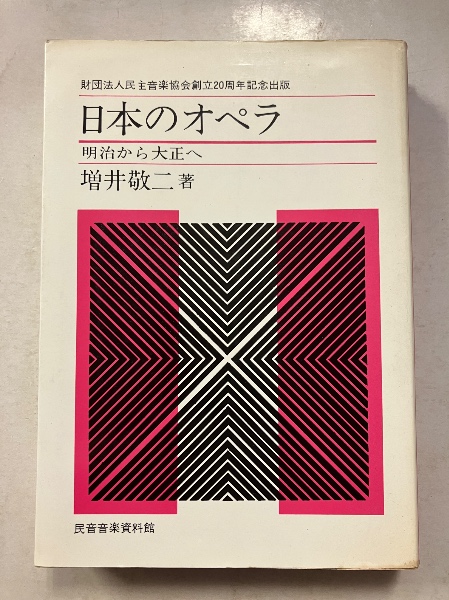 財団法人民主音楽協会創立20周年記念出版
日本のオペラ
明治から大正へ
増井敬二 著
民音音楽資料館